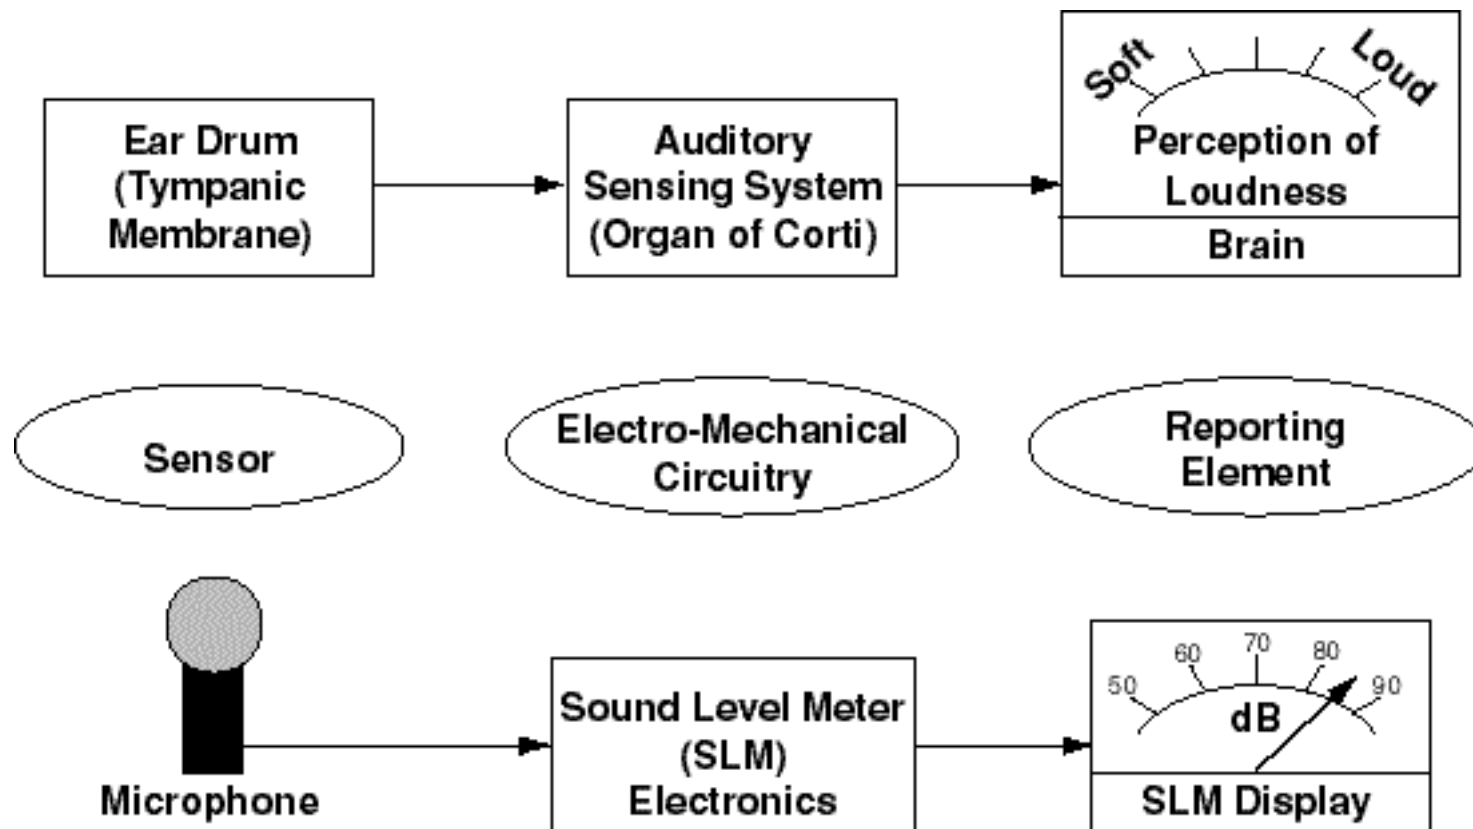 Ear Drum
(Tympanic
Membrane)
Auditory
Sensing System
(Organ of Corti)
Soft
Loud
Perception of
Loudness
Brain
Sensor
Electro-Mechanical
Circuitry
Reporting
Element
Microphone
Sound Level Meter
(SLM)
Electronics
50
60
70
80
90
dB
SLM Display